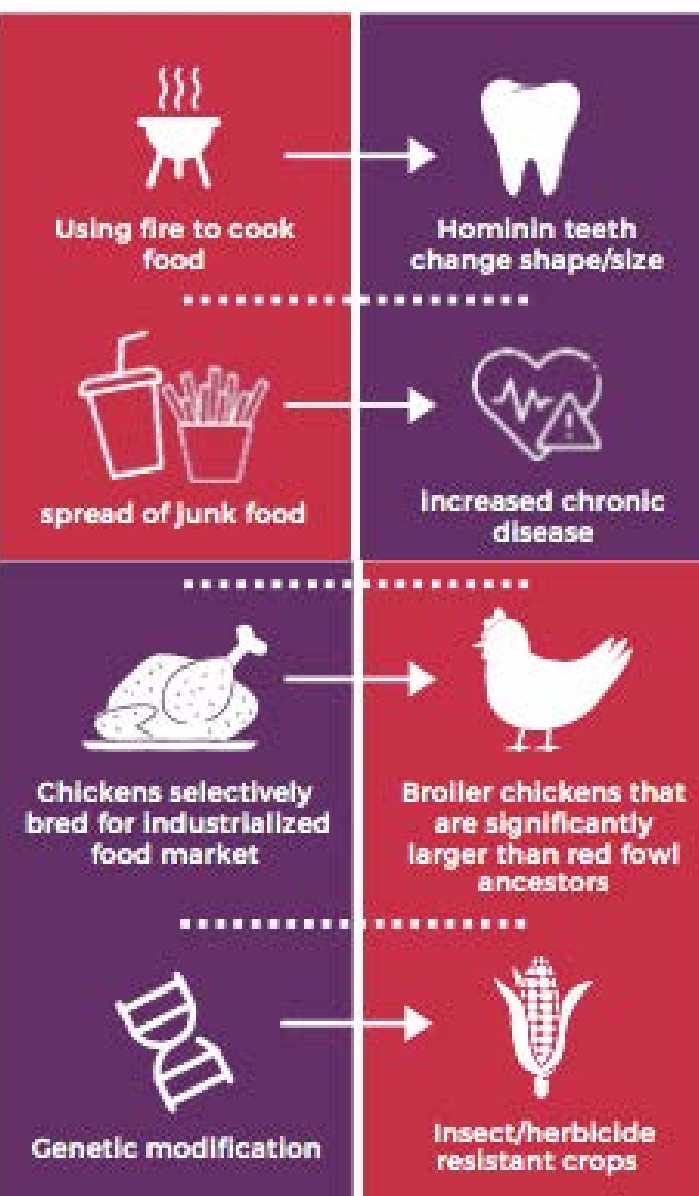 Using fire to cook
food
Hominin teeth
change shape/size
spread of junk food
increased chronic
disease
Chickens selectively
bred for industrialized
food market
Broiler chickens that
are significantly
larger than red fowl
ancestors
Genetic modification
Insect/herbicide
resistant crops